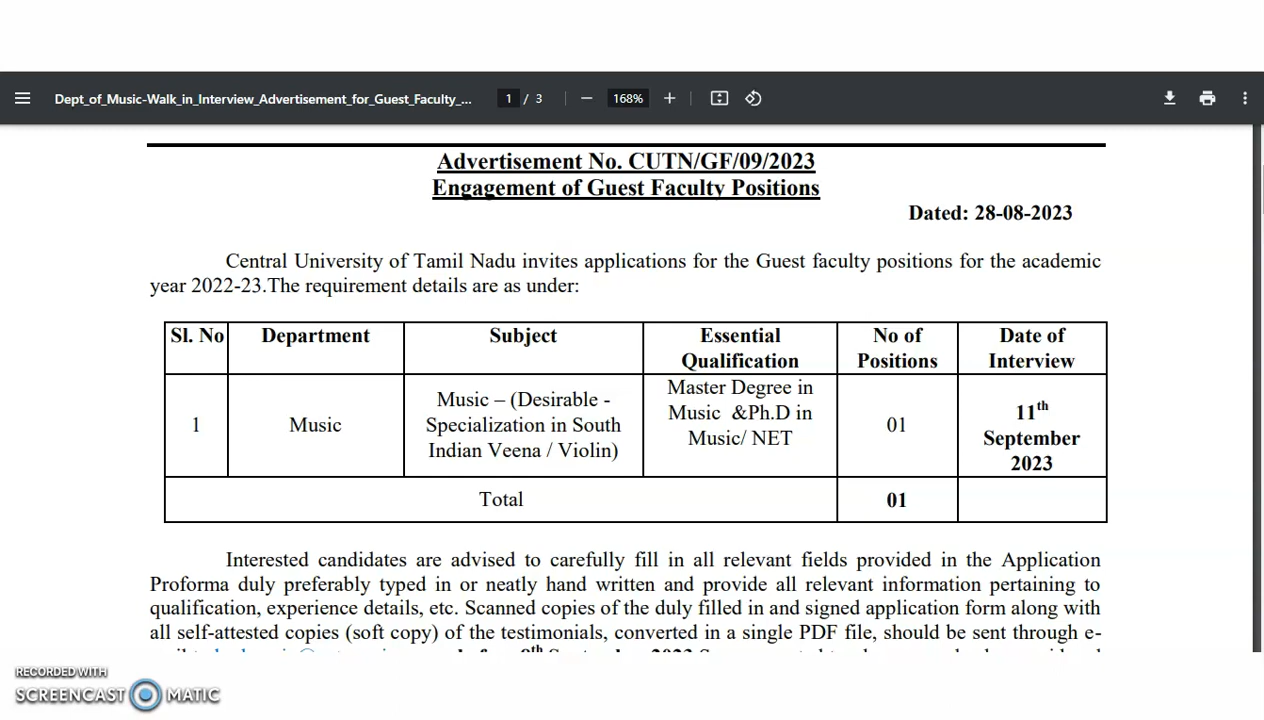 Dept_of_Music-Walk_in_Interview_Advertisement_for_Guest_Faculty_...
1 / 3
168%
Advertisement No. CUTN/GF/09/2023
Engagement of Guest Faculty Positions
Dated: 28-08-2023
Central University of Tamil Nadu invites applications for the Guest faculty positions for the academic
year 2022-23.The requirement details are as under:
Sl. No
Department
Subject
Essential
Qualification
No of
Positions
Date of
Interview
1
Music
Music – (Desirable -
Specialization in South
Indian Veena / Violin)
Master Degree in
Music &Ph.D in
Music/ NET
01
11th
September
2023
Total
01
Interested candidates are advised to carefully fill in all relevant fields provided in the Application
Proforma duly preferably typed in or neatly hand written and provide all relevant information pertaining to
qualification, experience details, etc. Scanned copies of the duly filled in and signed application form along with
all self-attested copies (soft copy) of the testimonials, converted in a single PDF file, should be sent through e-
RECORDED WITH
SCREENCAST MATIC